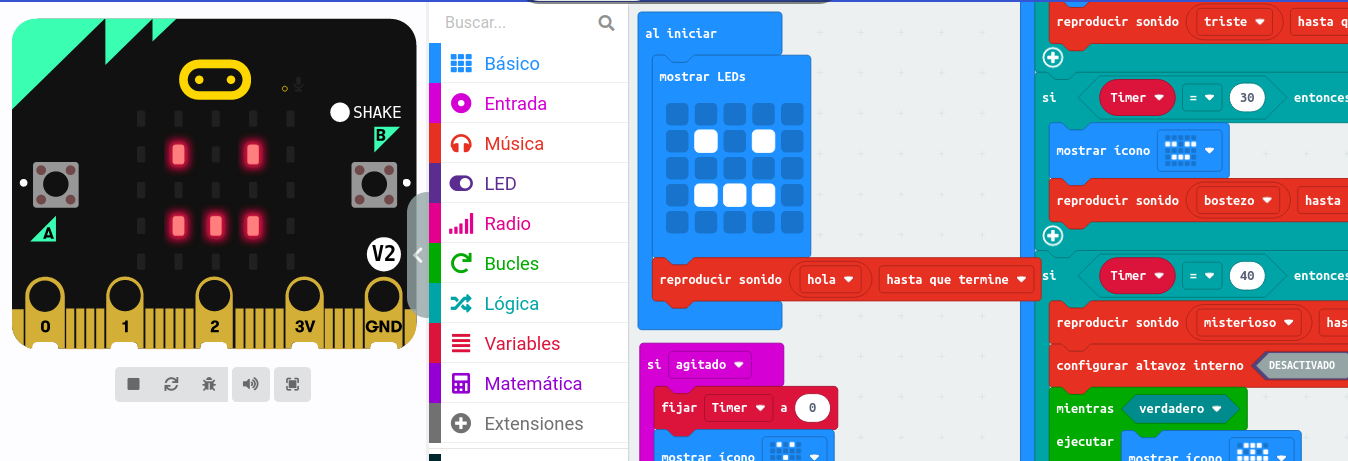 SHAKE
B
A
V2
0 1 2 3V GND
Buscar...
Básico
Entrada
Música
LED
Radio
Bucles
Lógica
Variables
Matemática
Extensiones
al iniciar
mostrar LEDs
reproducir sonido hola hasta que termine
si agitado
fijar Timer a 0
mostrar ícono
reproducir sonido triste hasta q
si Timer = 30 entonces
mostrar ícono
reproducir sonido bostezo hasta
si Timer = 40 entonces
reproducir sonido misterioso has
configurar altavoz interno DESACTIVADO
mientras verdadero
ejecutar mostrar ícono